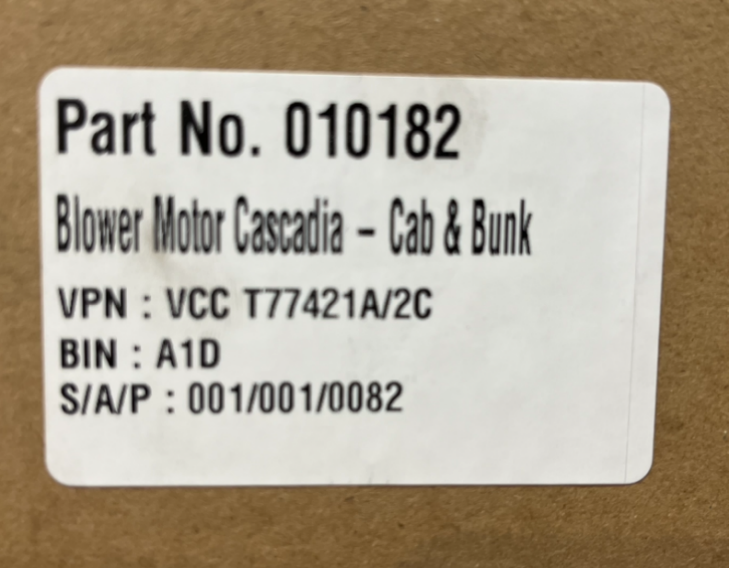 Part No. 010182
Blower Motor Cascadia - Cab & Bunk
VPN : VCC T77421A/2C
BIN : A1D
S/A/P : 001/001/0082